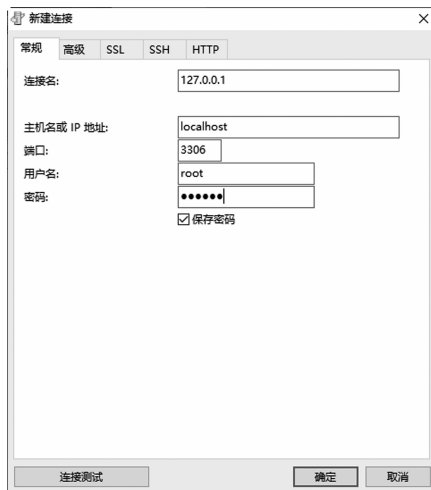 新建连接
常规 高级 SSL SSH HTTP
连接名: 127.0.0.1
主机名或 IP 地址: localhost
端口: 3306
用户名: root
密码: ●●●●●●
保存密码
连接测试 确定 取消